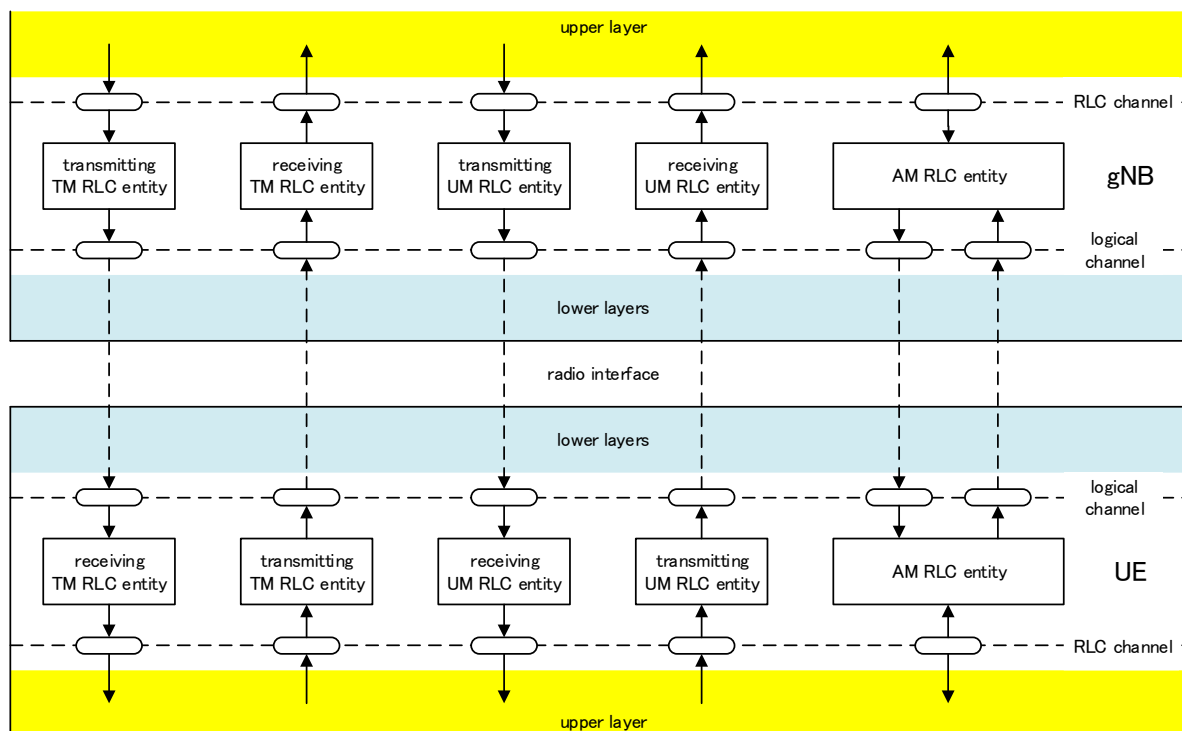 upper layer
RLC channel
transmitting
TM RLC entity
receiving
TM RLC entity
transmitting
UM RLC entity
receiving
UM RLC entity
AM RLC entity
gNB
logical
channel
lower layers
radio interface
lower layers
logical
channel
receiving
TM RLC entity
transmitting
TM RLC entity
receiving
UM RLC entity
transmitting
UM RLC entity
AM RLC entity
UE
RLC channel
upper layer